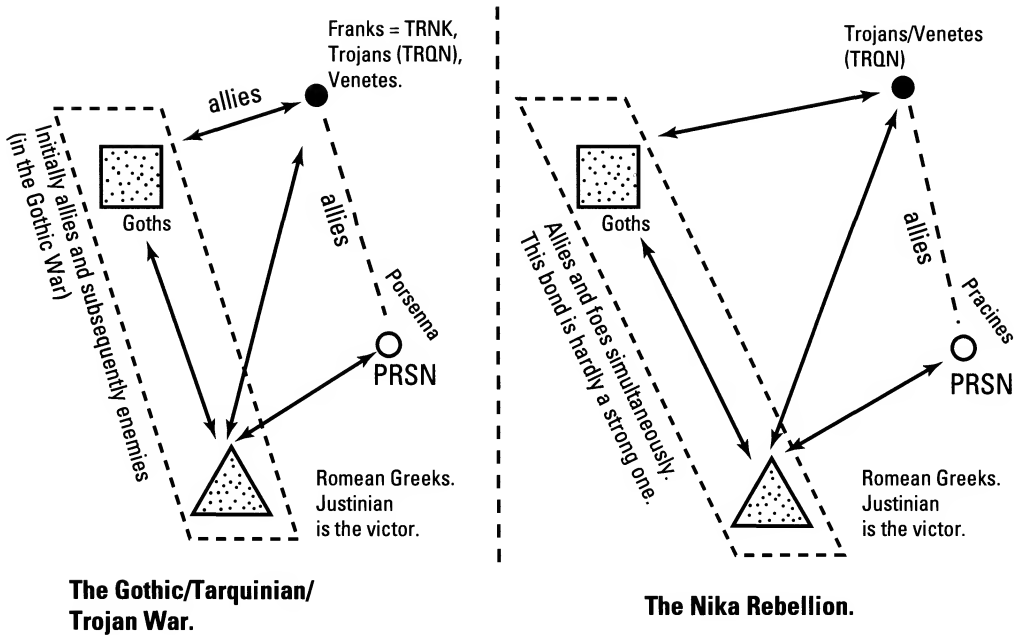 Franks = TRNK,
Trojans (TRQN),
Venetes.
allies
Initially allies and subsequently enemies
(in the Gothic War)
Goths
allies
Porsenna
PRSN
Romean Greeks.
Justinian
is the victor.
The Gothic/Tarquinian/
Trojan War.
Trojans/Venetes
(TRQN)
Goths
Allies and foes simultaneously.
This bond is hardly a strong one.
allies
Pracines
PRSN
Romean Greeks.
Justinian
is the victor.
The Nika Rebellion.